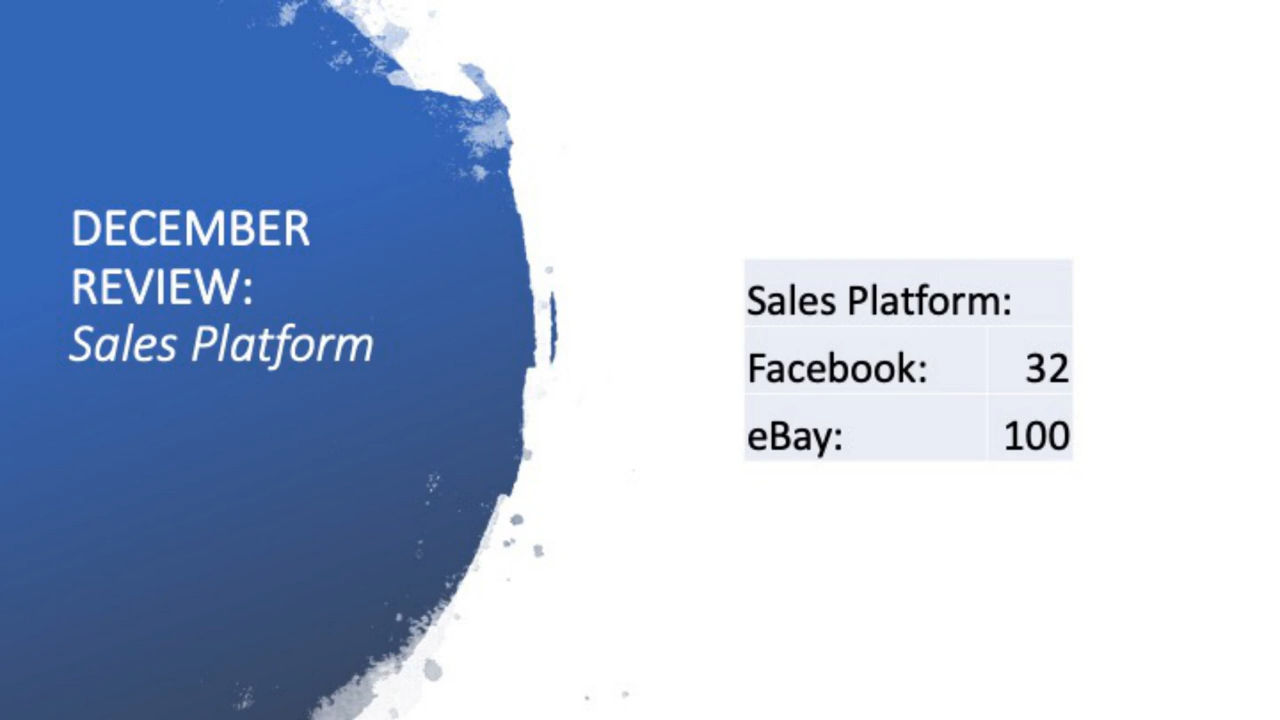 DECEMBER
REVIEW:
Sales Platform
Sales Platform:
Facebook: 32
eBay: 100